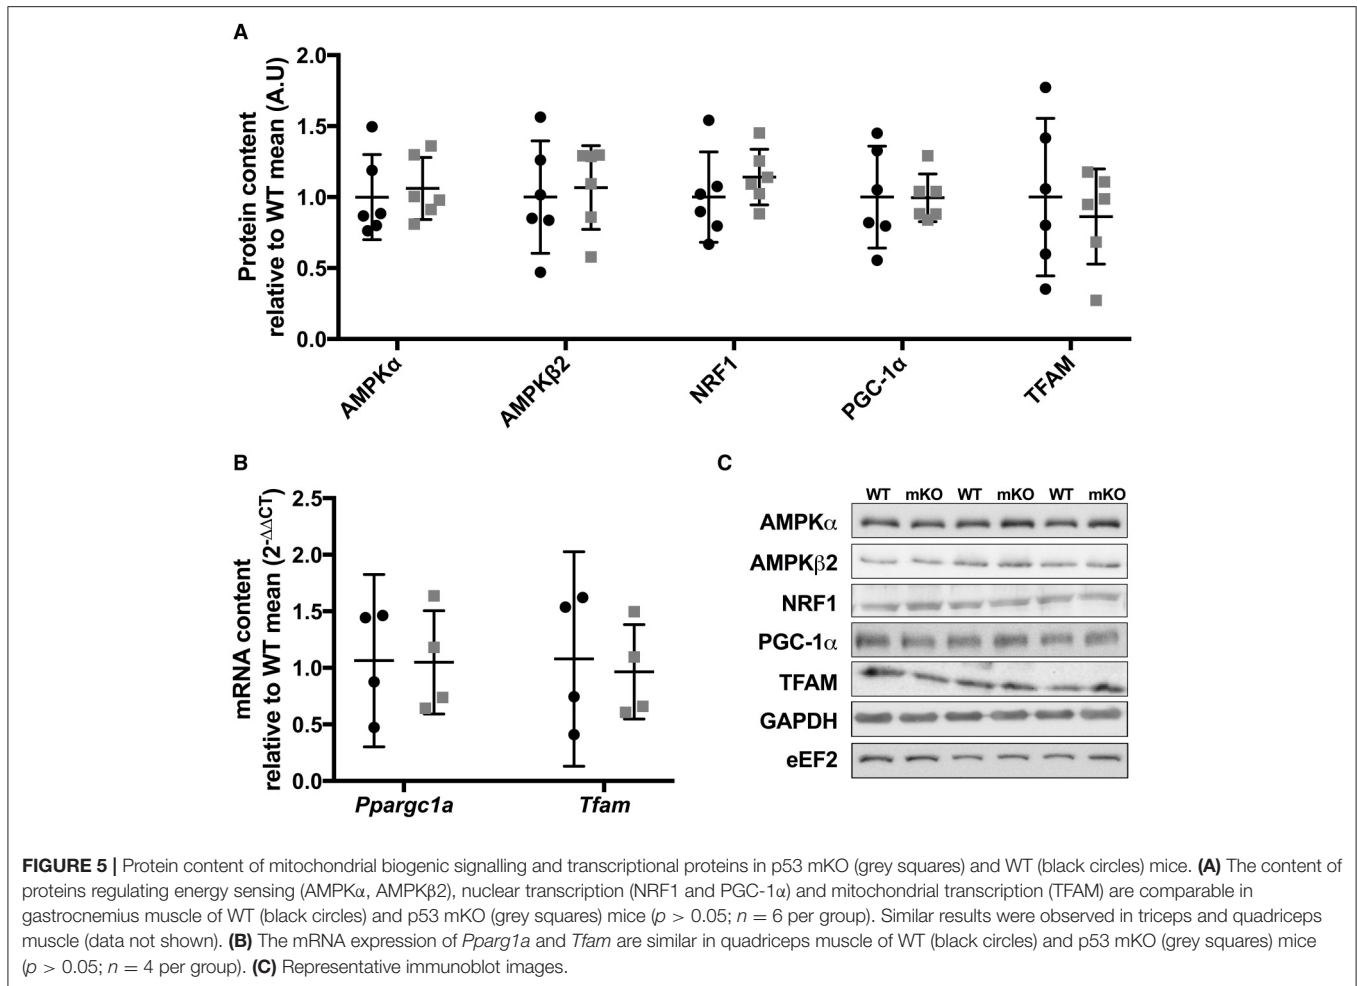 A
Protein content
relative to WT mean (A.U)
2.0
1.5
1.0
0.5
0.0
AMPKα
AMPKβ2
NRF1
PGC-1α
TFAM
B
mRNA content
relative to WT mean (2-ΔΔCT)
2.5
2.0
1.5
1.0
0.5
0.0
Ppargc1a
Tfam
C
WT mKO WT mKO WT mKO
AMPKα
AMPKβ2
NRF1
PGC-1α
TFAM
GAPDH
eEF2
FIGURE 5 | Protein content of mitochondrial biogenic signalling and transcriptional proteins in p53 mKO (grey squares) and WT (black circles) mice. (A) The content of
proteins regulating energy sensing (AMPKα, AMPKβ2), nuclear transcription (NRF1 and PGC-1α) and mitochondrial transcription (TFAM) are comparable in
gastrocnemius muscle of WT (black circles) and p53 mKO (grey squares) mice (p > 0.05; n = 6 per group). Similar results were observed in triceps and quadriceps
muscle (data not shown). (B) The mRNA expression of Pparg1a and Tfam are similar in quadriceps muscle of WT (black circles) and p53 mKO (grey squares) mice
(p > 0.05; n = 4 per group). (C) Representative immunoblot images.